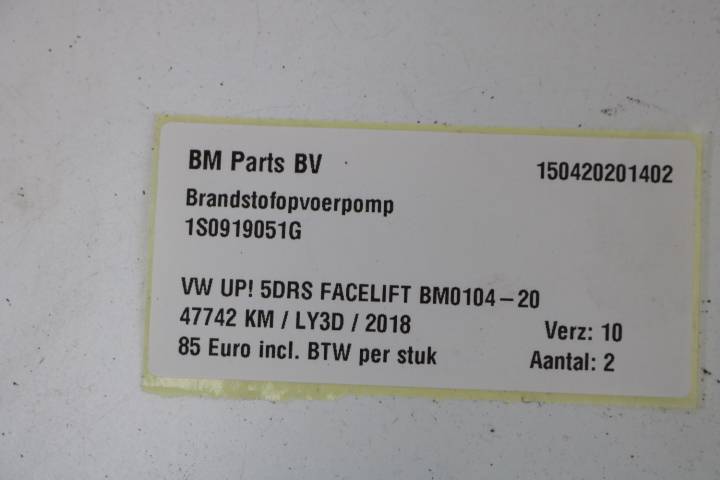 BM Parts BV
150420201402
Brandstofopvoerpomp
1S0919051G
VW UP! 5DRS FACELIFT BM0104-20
47742 KM / LY3D / 2018
Verz: 10
85 Euro incl. BTW per stuk
Aantal: 2